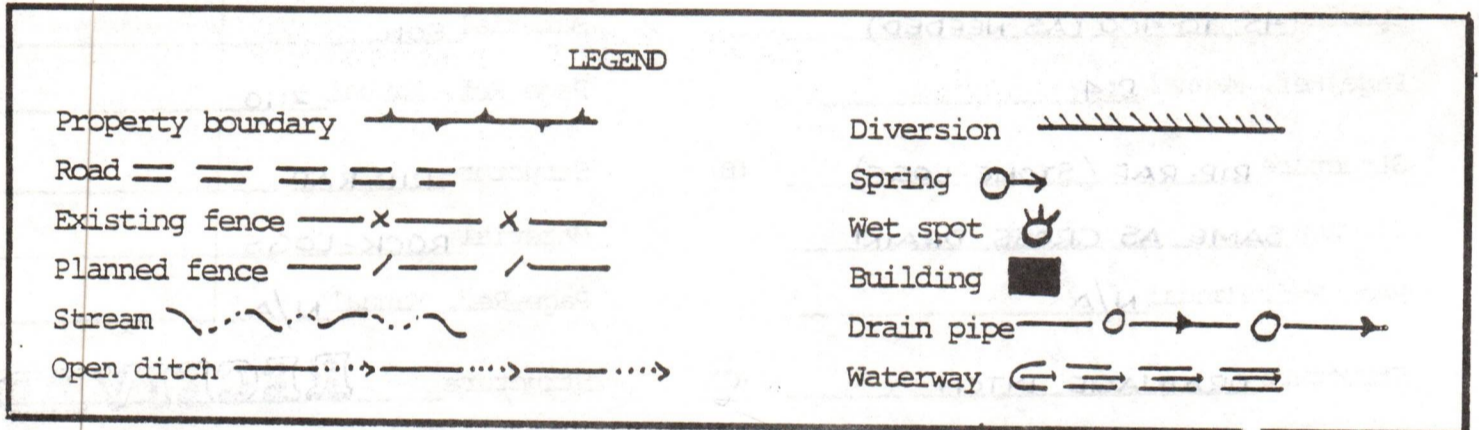 LEGEND
Property boundary
Road
Existing fence
Planned fence
Stream
Open ditch
Diversion
Spring
Wet spot
Building
Drain pipe
Waterway